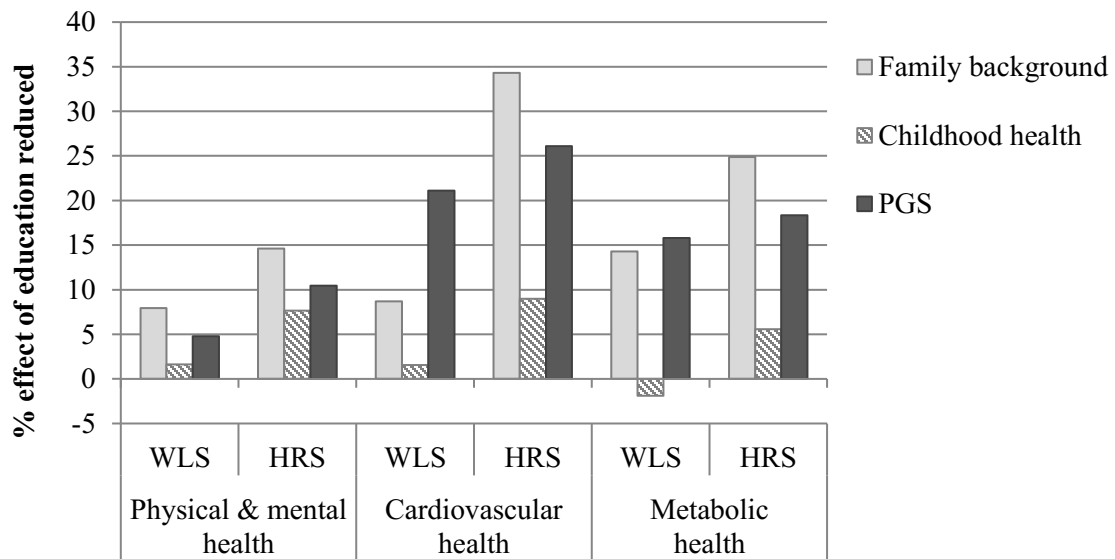 % effect of education reduced
40
35
30
25
20
15
10
5
0
-5
WLS HRS WLS HRS WLS HRS
Physical & mental health
Cardiovascular health
Metabolic health
Family background
Childhood health
PGS